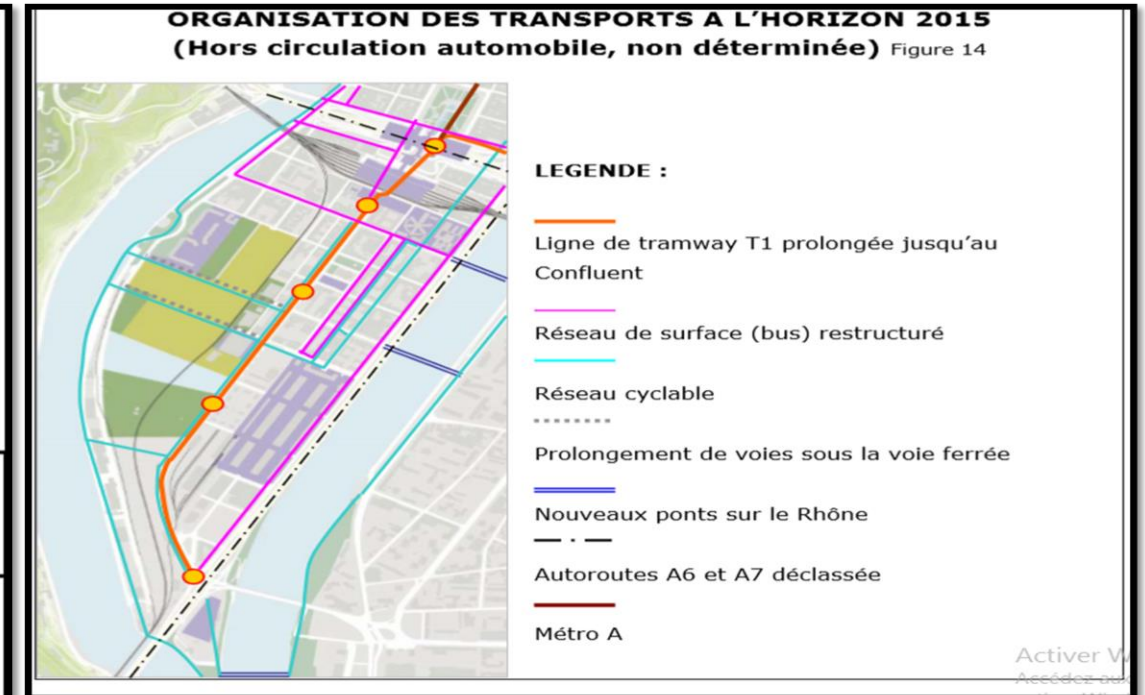 ORGANISATION DES TRANSPORTS A L'HORIZON 2015
(Hors circulation automobile, non déterminée) Figure 14
LEGENDE :
Ligne de tramway T1 prolongée jusqu'au
Confluent
Réseau de surface (bus) restructuré
Réseau cyclable
Prolongement de voies sous la voie ferrée
Nouveaux ponts sur le Rhône
Autoroutes A6 et A7 déclassée
Métro A
Activer
Accédez aux